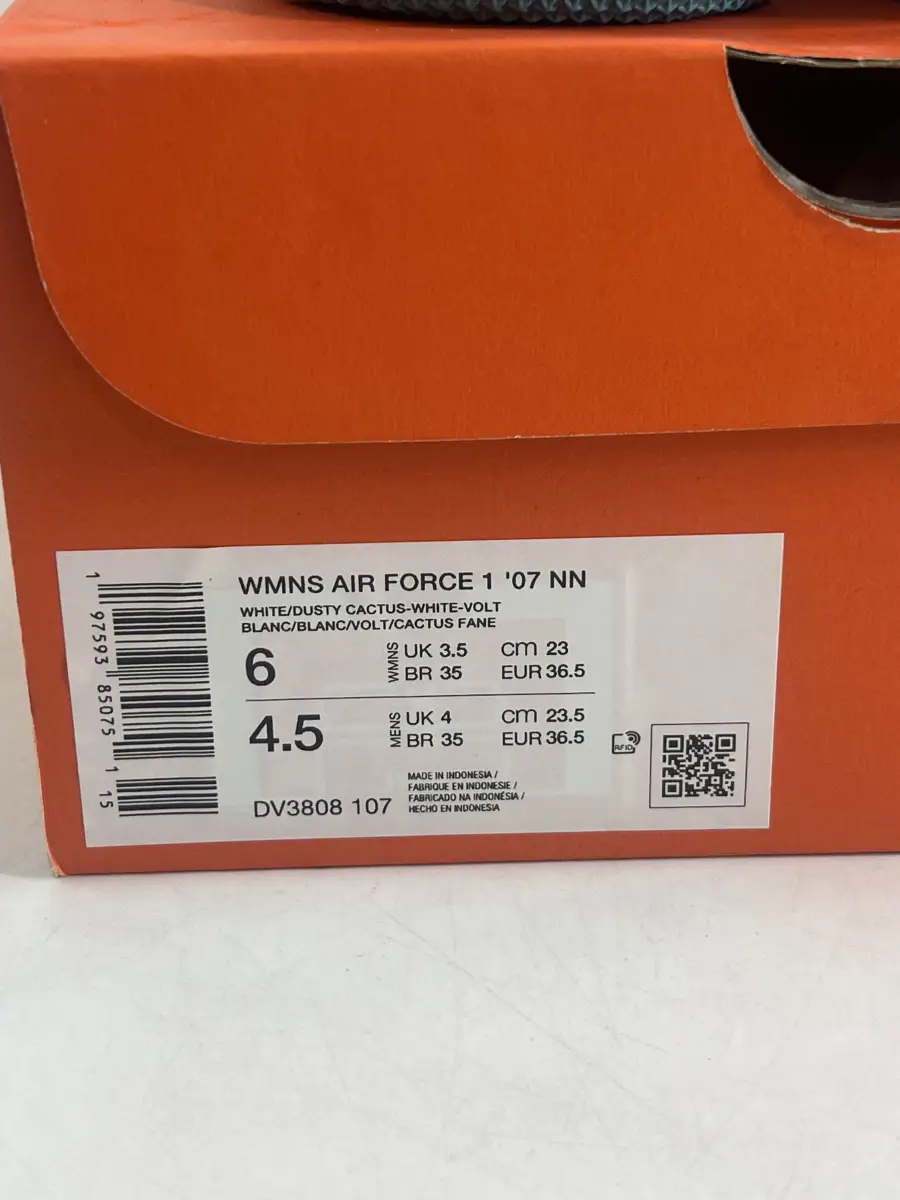 WMNS AIR FORCE 1 '07 NN
WHITE/DUSTY CACTUS-WHITE-VOLT
BLANC/BLANC/VOLT/CACTUS FANE
6 WMNS UK 3.5 cm 23
BR 35 EUR 36.5
4.5 MENS UK 4 cm 23.5
BR 35 EUR 36.5
RFID
MADE IN INDONESIA /
FABRIQUE EN INDONESIE /
FABRICADO NA INDONÉSIA /
HECHO EN INDONESIA
DV3808 107
1 97593 85075 1 15